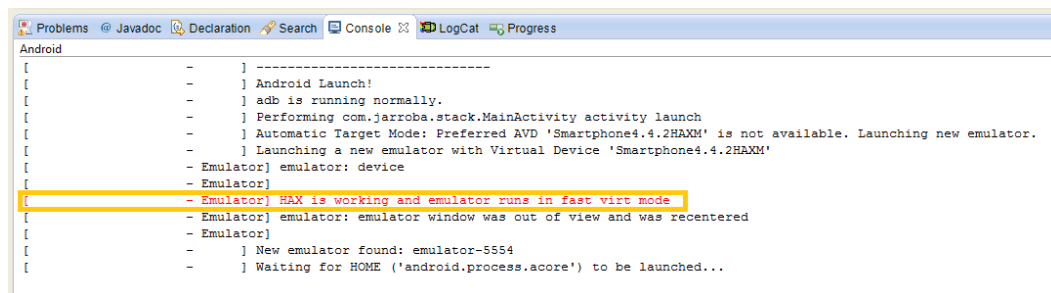 Problems @ Javadoc Declaration Search Console LogCat Progress
Android
[ - ] ------------------------------
[ - ] Android Launch!
[ - ] adb is running normally.
[ - ] Performing com.jarroba.stack.MainActivity activity launch
[ - ] Automatic Target Mode: Preferred AVD 'Smartphone4.4.2HAXM' is not available. Launching new emulator.
[ - ] Launching a new emulator with Virtual Device 'Smartphone4.4.2HAXM'
[ - Emulator] emulator: device
[ - Emulator]
[ - Emulator] HAX is working and emulator runs in fast virt mode
[ - Emulator] emulator: emulator window was out of view and was recentered
[ - Emulator]
[ - ] New emulator found: emulator-5554
[ - ] Waiting for HOME ('android.process.acore') to be launched...